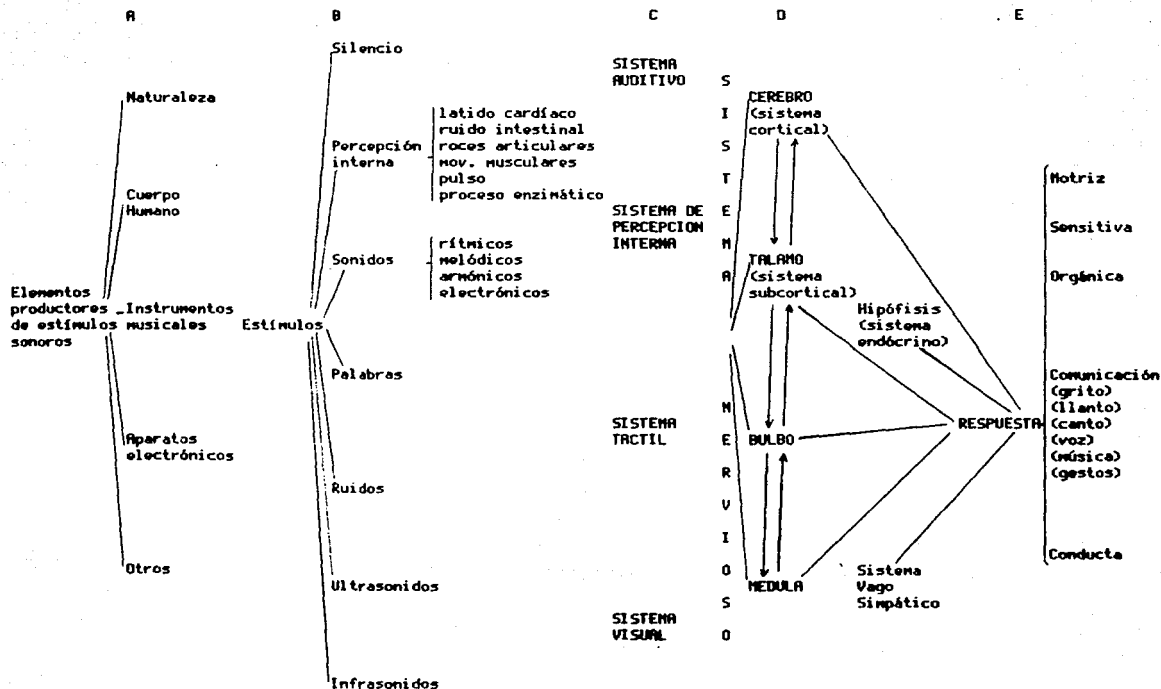 A B C D E
Elementos
productores
de estímulos
sonoros
Naturaleza
Cuerpo
Humano
Instrumentos
musicales
Aparatos
electrónicos
Otros
Estímulos
Silencio
Percepción
interna
latido cardíaco
ruido intestinal
roces articulares
mov. musculares
pulso
proceso enzimático
Sonidos
rítmicos
melódicos
armónicos
electrónicos
Palabras
Ruidos
Ultrasonidos
Infrasonidos
SISTEMA
AUDITIVO
SISTEMA DE
PERCEPCION
INTERNA
SISTEMA
TACTIL
SISTEMA
VISUAL
S
I
S
T
E
M
A
N
E
R
V
I
O
S
O
CEREBRO
(sistema
cortical)
TALAMO
(sistema
subcortical)
BULBO
MEDULA
Hipófisis
(sistema
endócrino)
Sistema
Vago
Simpático
RESPUESTA
Motriz
Sensitiva
Orgánica
Comunicación
(grito)
(llanto)
(canto)
(voz)
(música)
(gestos)
Conducta